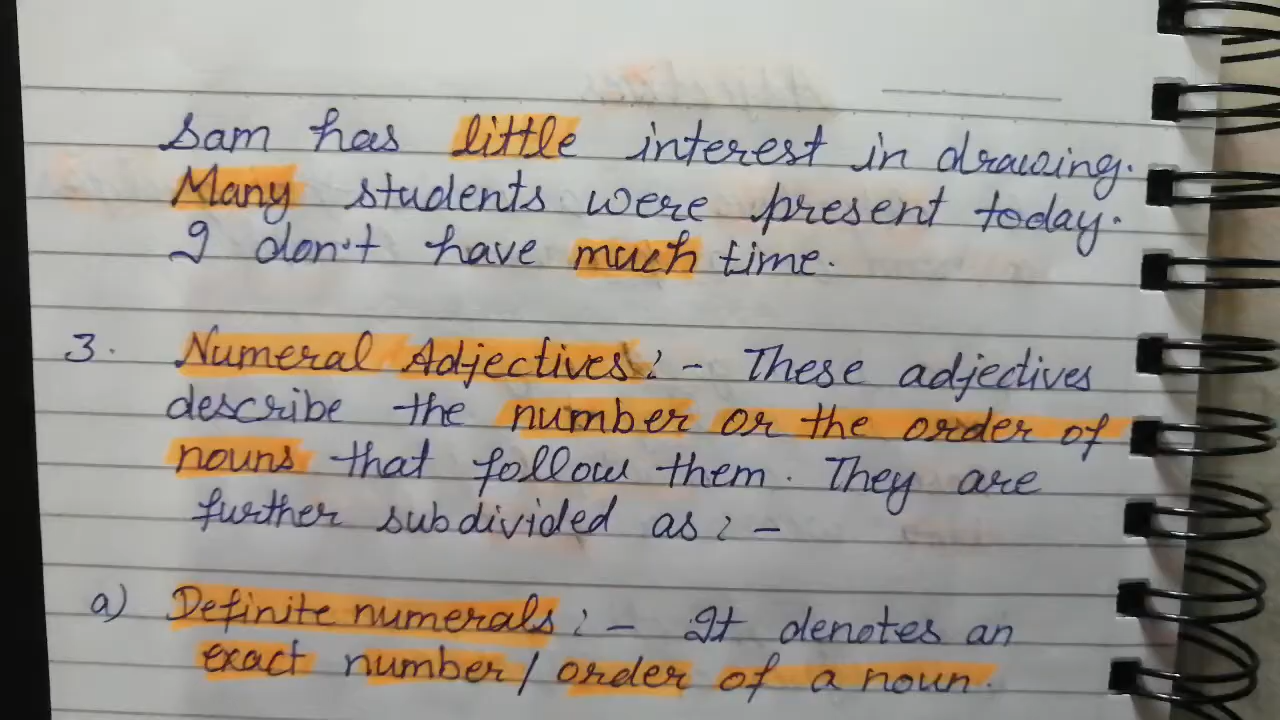 Sam has little interest in drawing.
Many students were present today.
I don't have much time.
3. Numeral Adjectives :- These adjectives
describe the number or the order of
nouns that follow them. They are
further subdivided as :-
a) Definite numerals :- It denotes an
exact number / order of a noun.